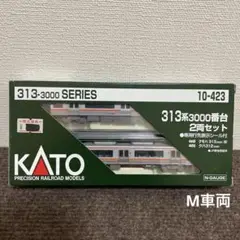 313-3000 SERIES
10-423
313系3000番台
2両セット
KATO
PRECISION RAILROAD MODELS
N-GAUGE
M車両